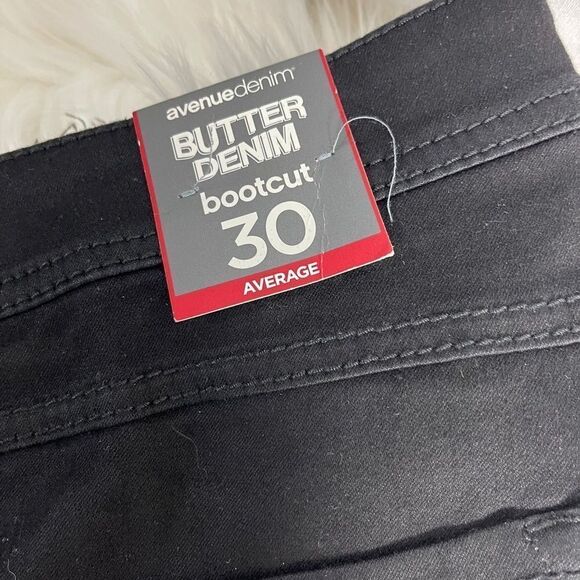 avenuedenim®
BUTTER
DENIM
bootcut
30
AVERAGE